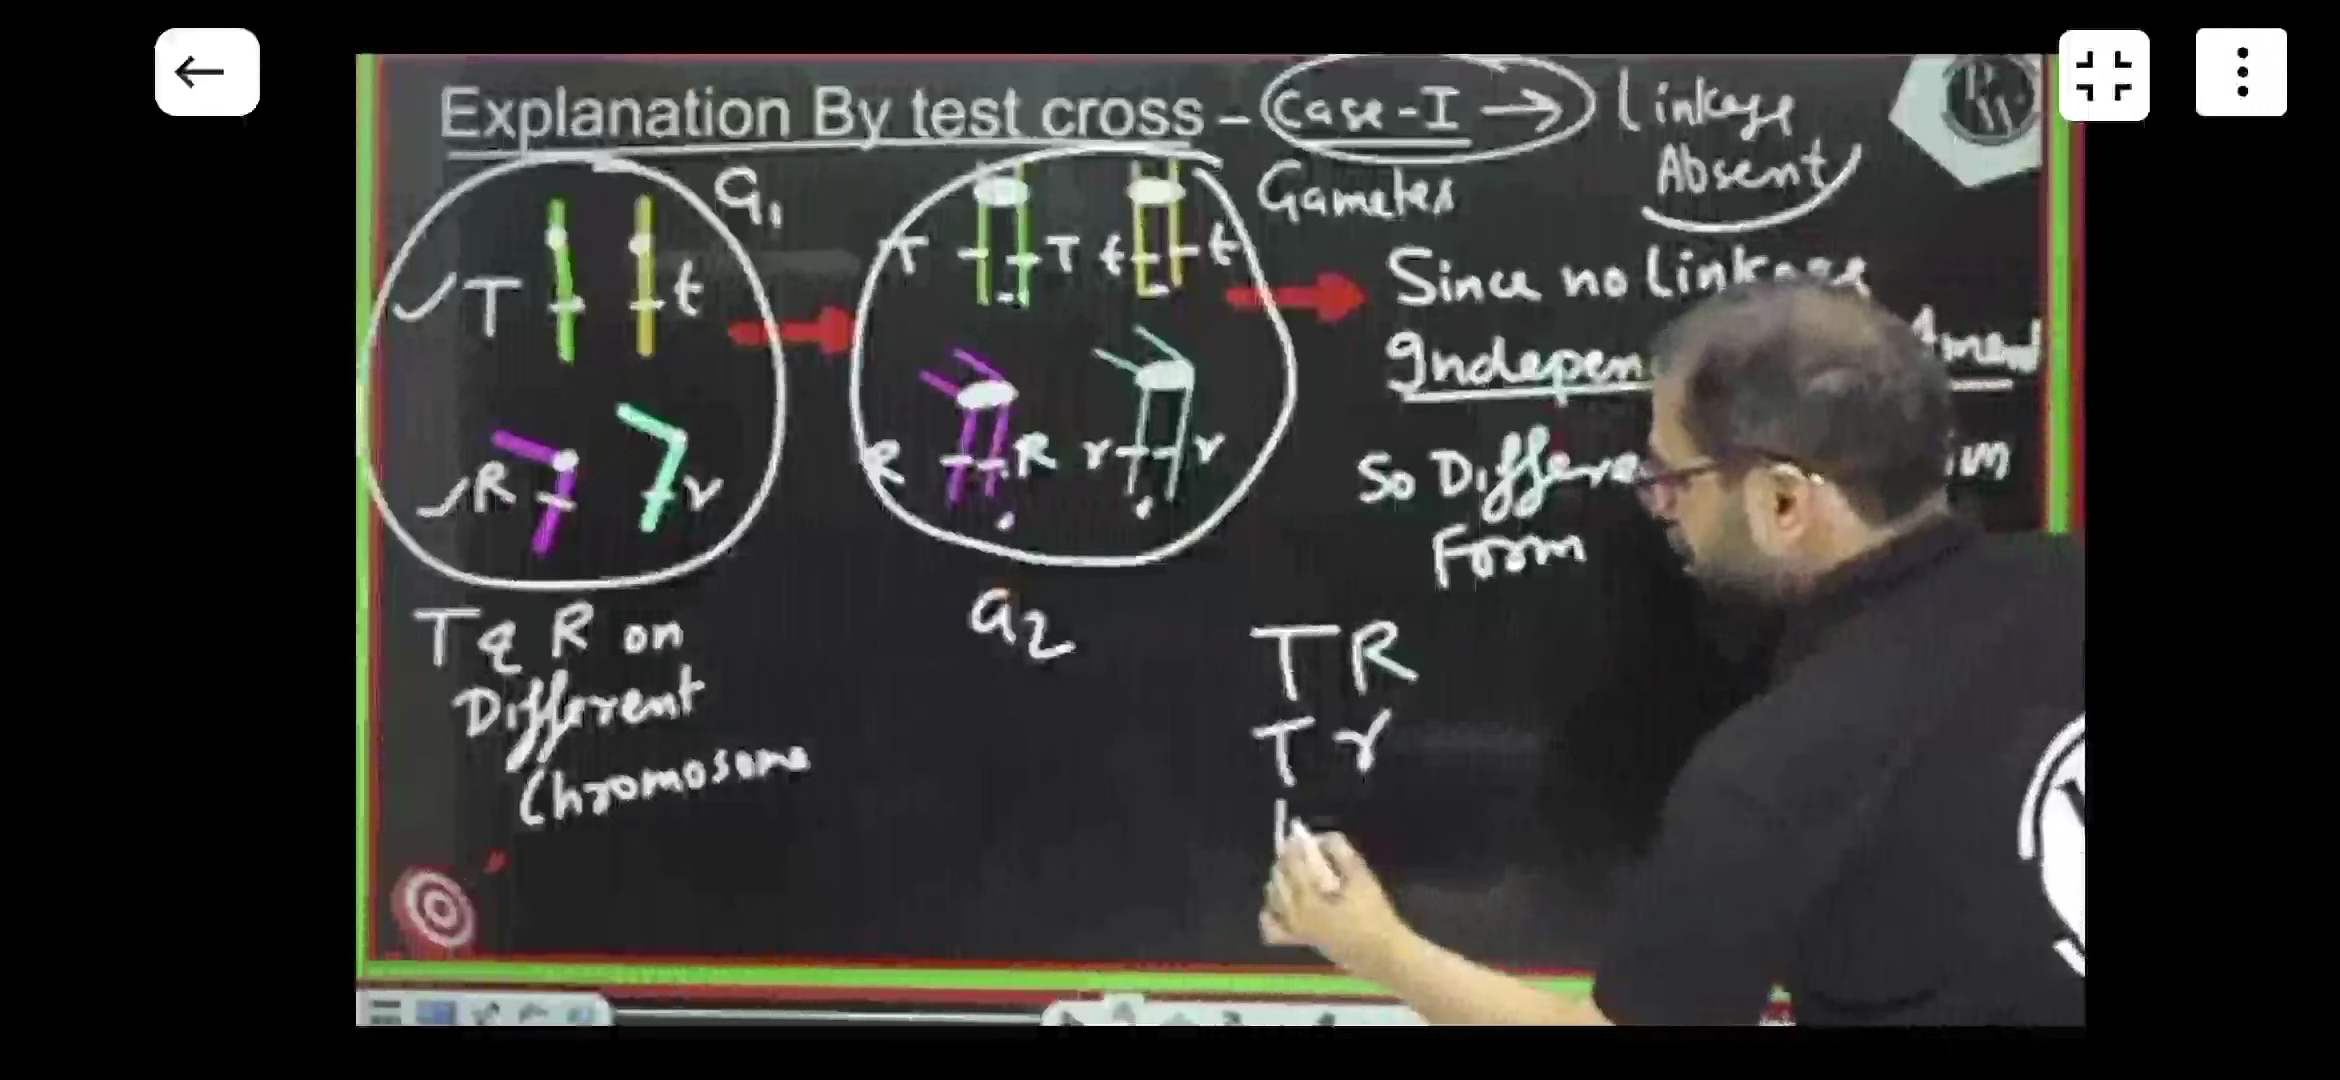 Explanation By test cross - Case-I → Linkage
Absent
G1
Gametes
T t
T T t t
Since no Linkage
Indepen
R r
R R r r
So Differe
Form
T & R on
Different
Chromosome
G2
TR
Tr